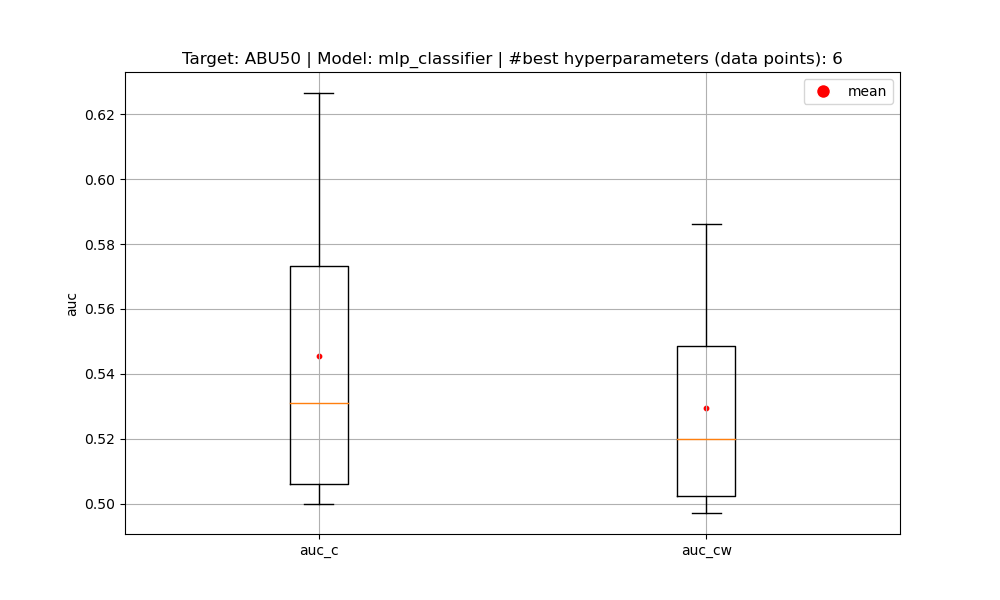 Target: ABU50 | Model: mlp_classifier | #best hyperparameters (data points): 6
mean
0.62
0.60
0.58
0.56
0.54
0.52
0.50
auc
auc_c
auc_cw